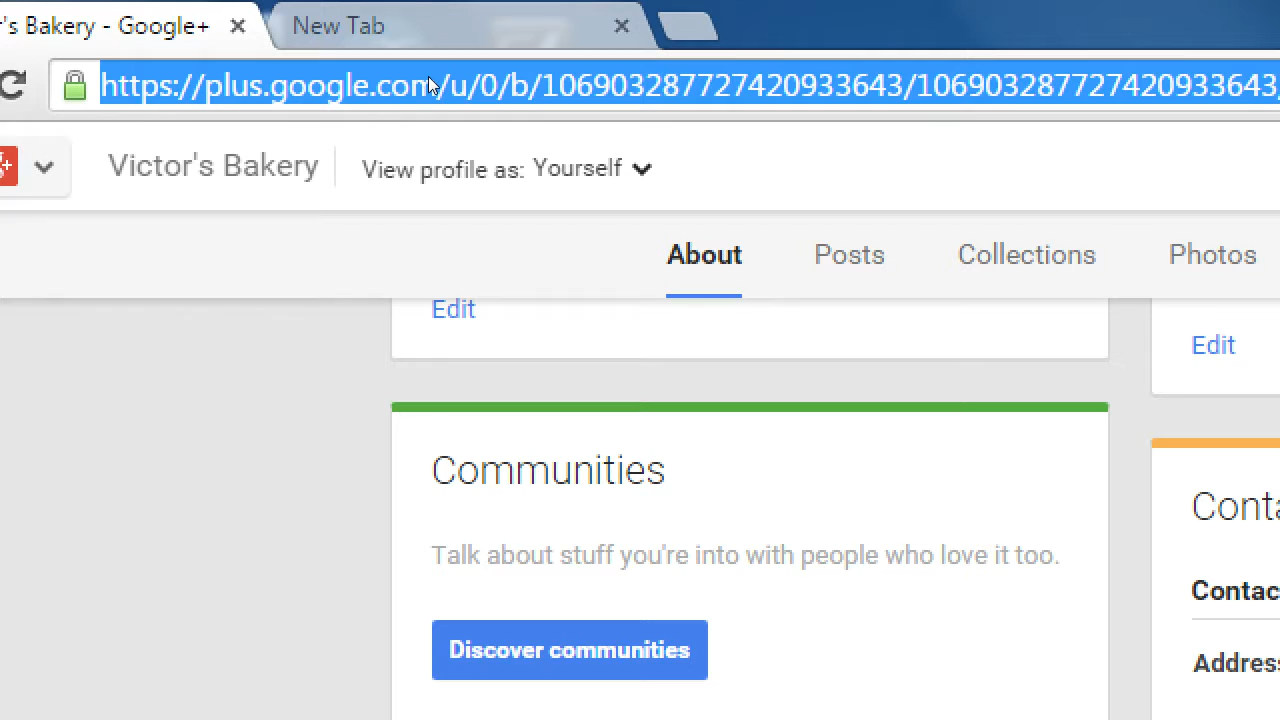 's Bakery - Google+
New Tab
https://plus.google.com/u/0/b/106903287727420933643/106903287727420933643/
Victor's Bakery
View profile as: Yourself
About Posts Collections Photos
Edit
Edit
Communities
Conta
Talk about stuff you're into with people who love it too.
Contac
Discover communities
Address